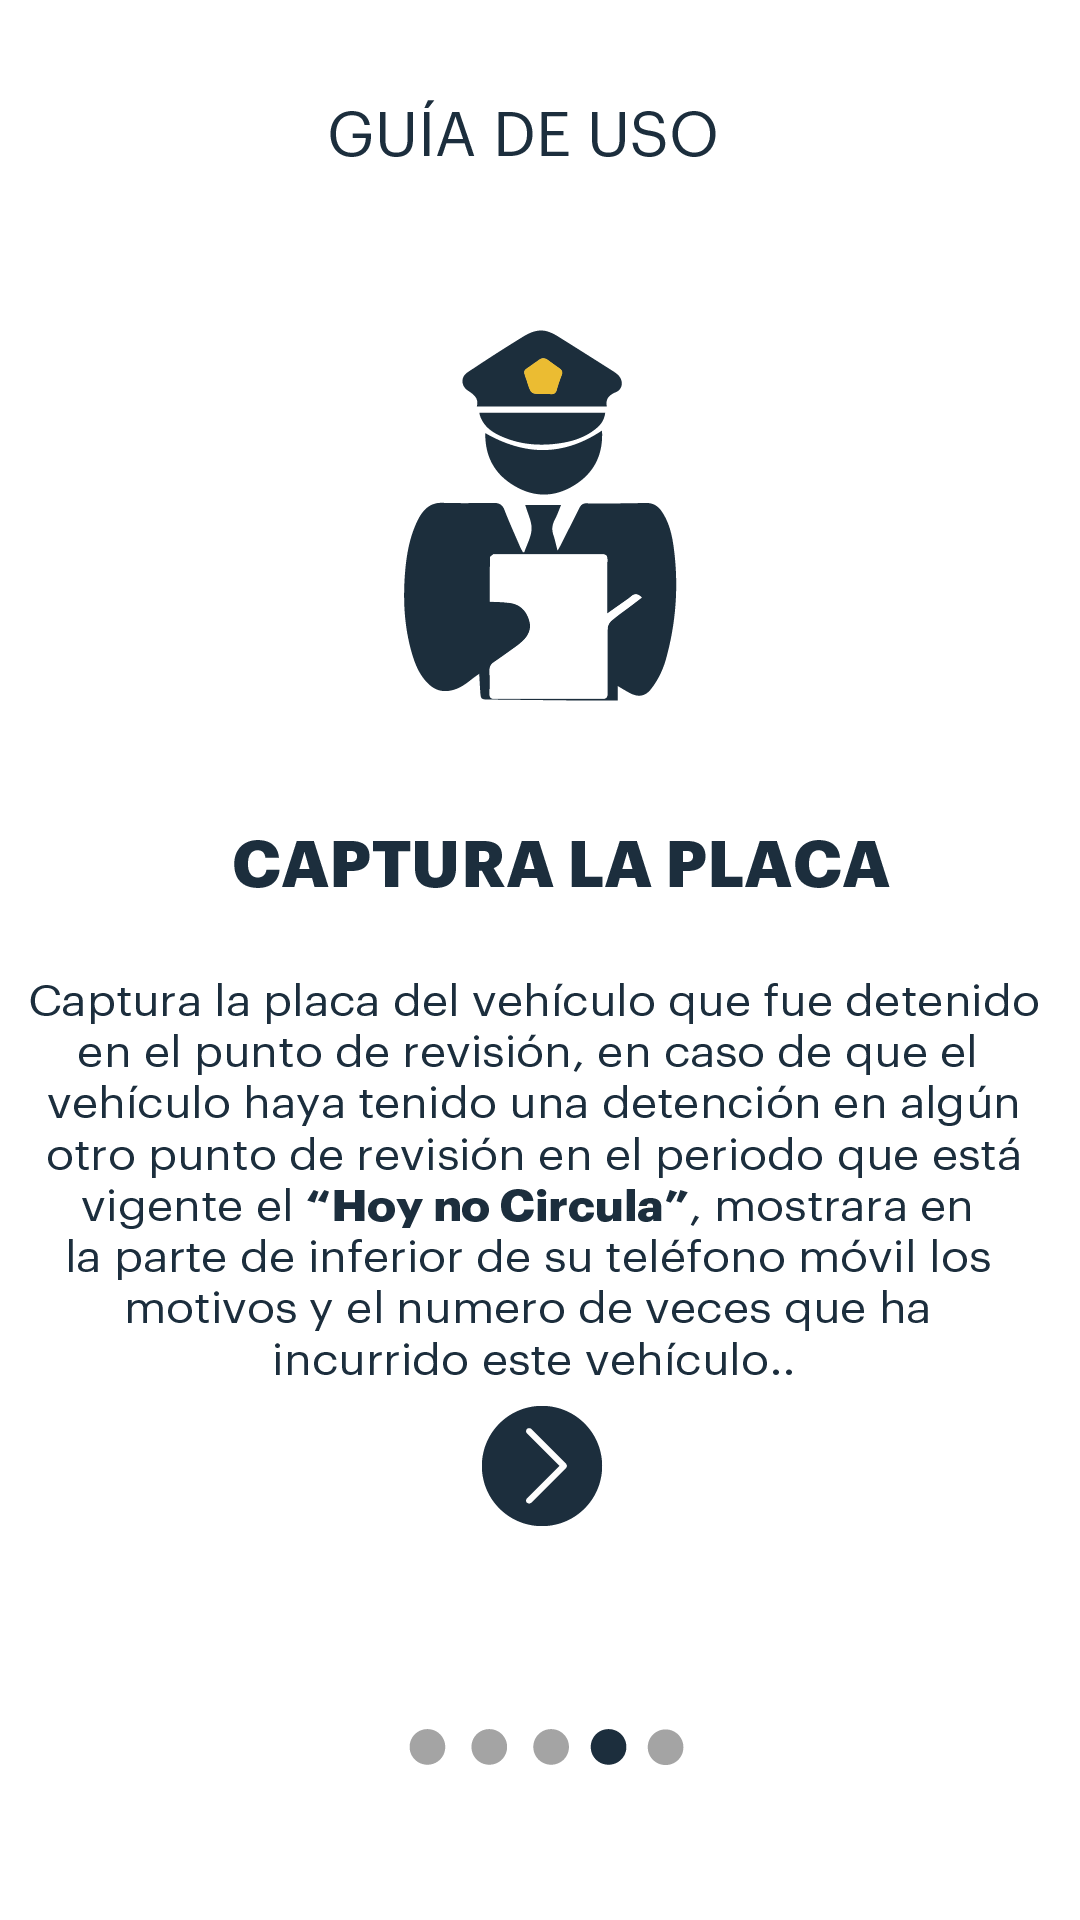 GUÍA DE USO
CAPTURA LA PLACA
Captura la placa del vehículo que fue detenido
en el punto de revisión, en caso de que el
vehículo haya tenido una detención en algún
otro punto de revisión en el periodo que está
vigente el “Hoy no Circula”, mostrara en
la parte de inferior de su teléfono móvil los
motivos y el numero de veces que ha
incurrido este vehículo..